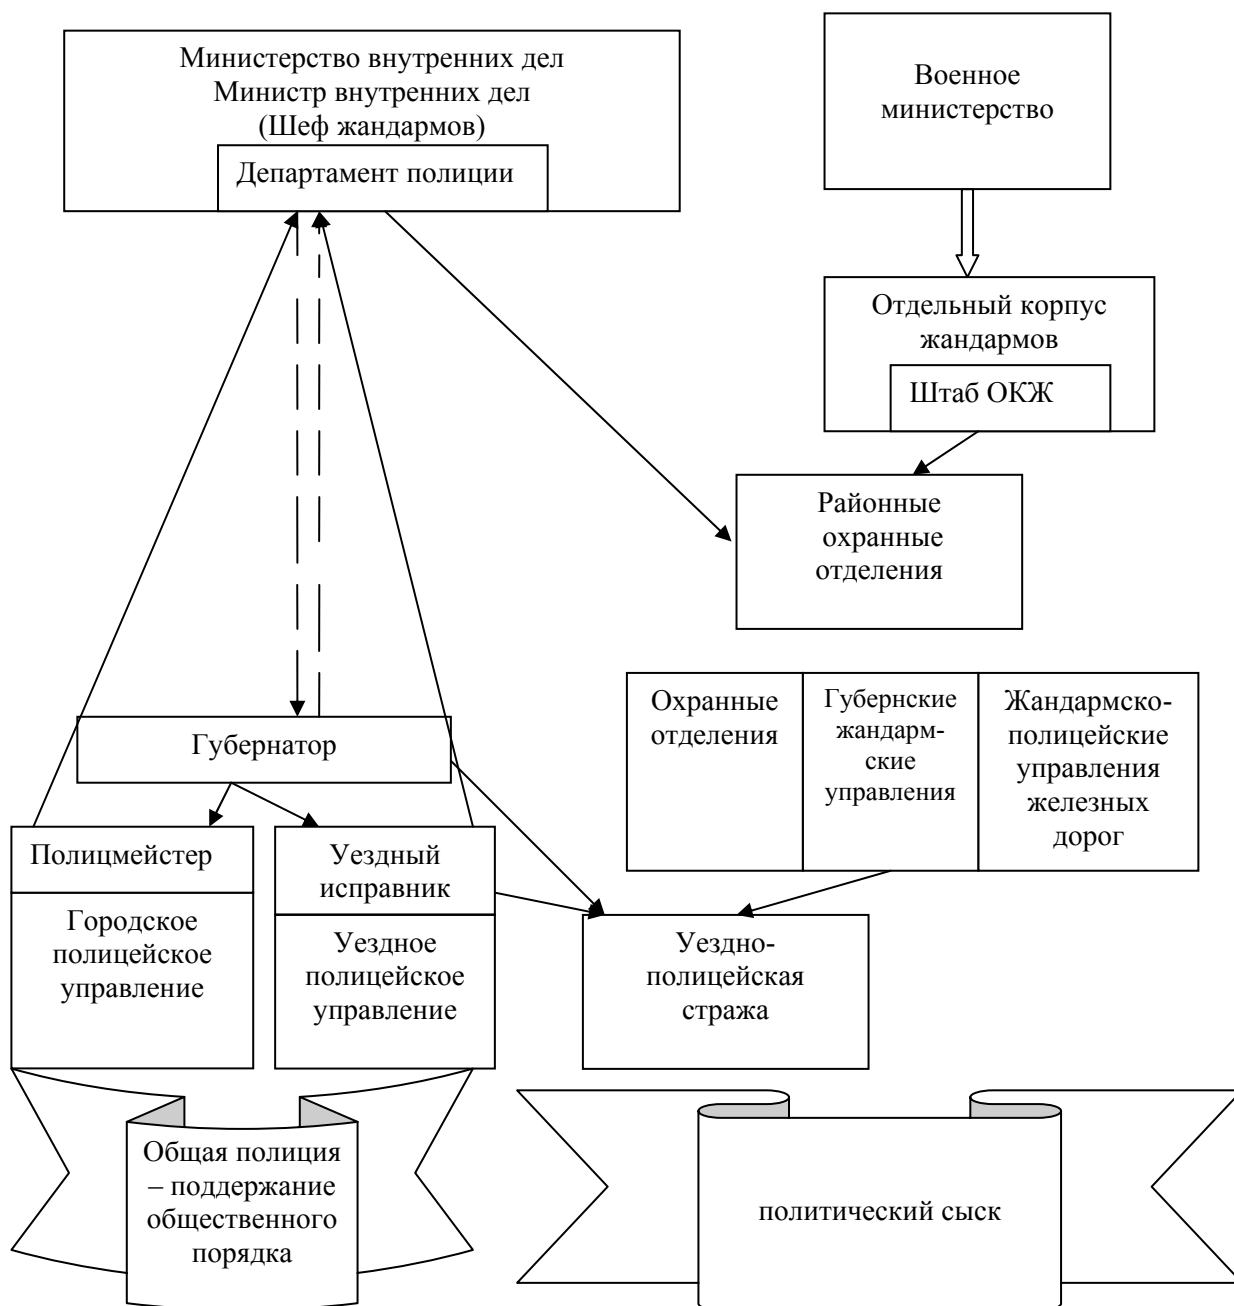 Министерство внутренних дел
Министр внутренних дел
(Шеф жандармов)
Департамент полиции
Военное
министерство
Отдельный корпус
жандармов
Штаб ОКЖ
Районные
охранные
отделения
Охранные
отделения
Губернские
жандарм-
ские
управления
Жандармско-
полицейские
управления
железных
дорог
Губернатор
Полицмейстер
Городское
полицейское
управление
Уездный
исправник
Уездное
полицейское
управление
Уездно-
полицейская
стража
Общая полиция
– поддержание
общественного
порядка
политический сыск